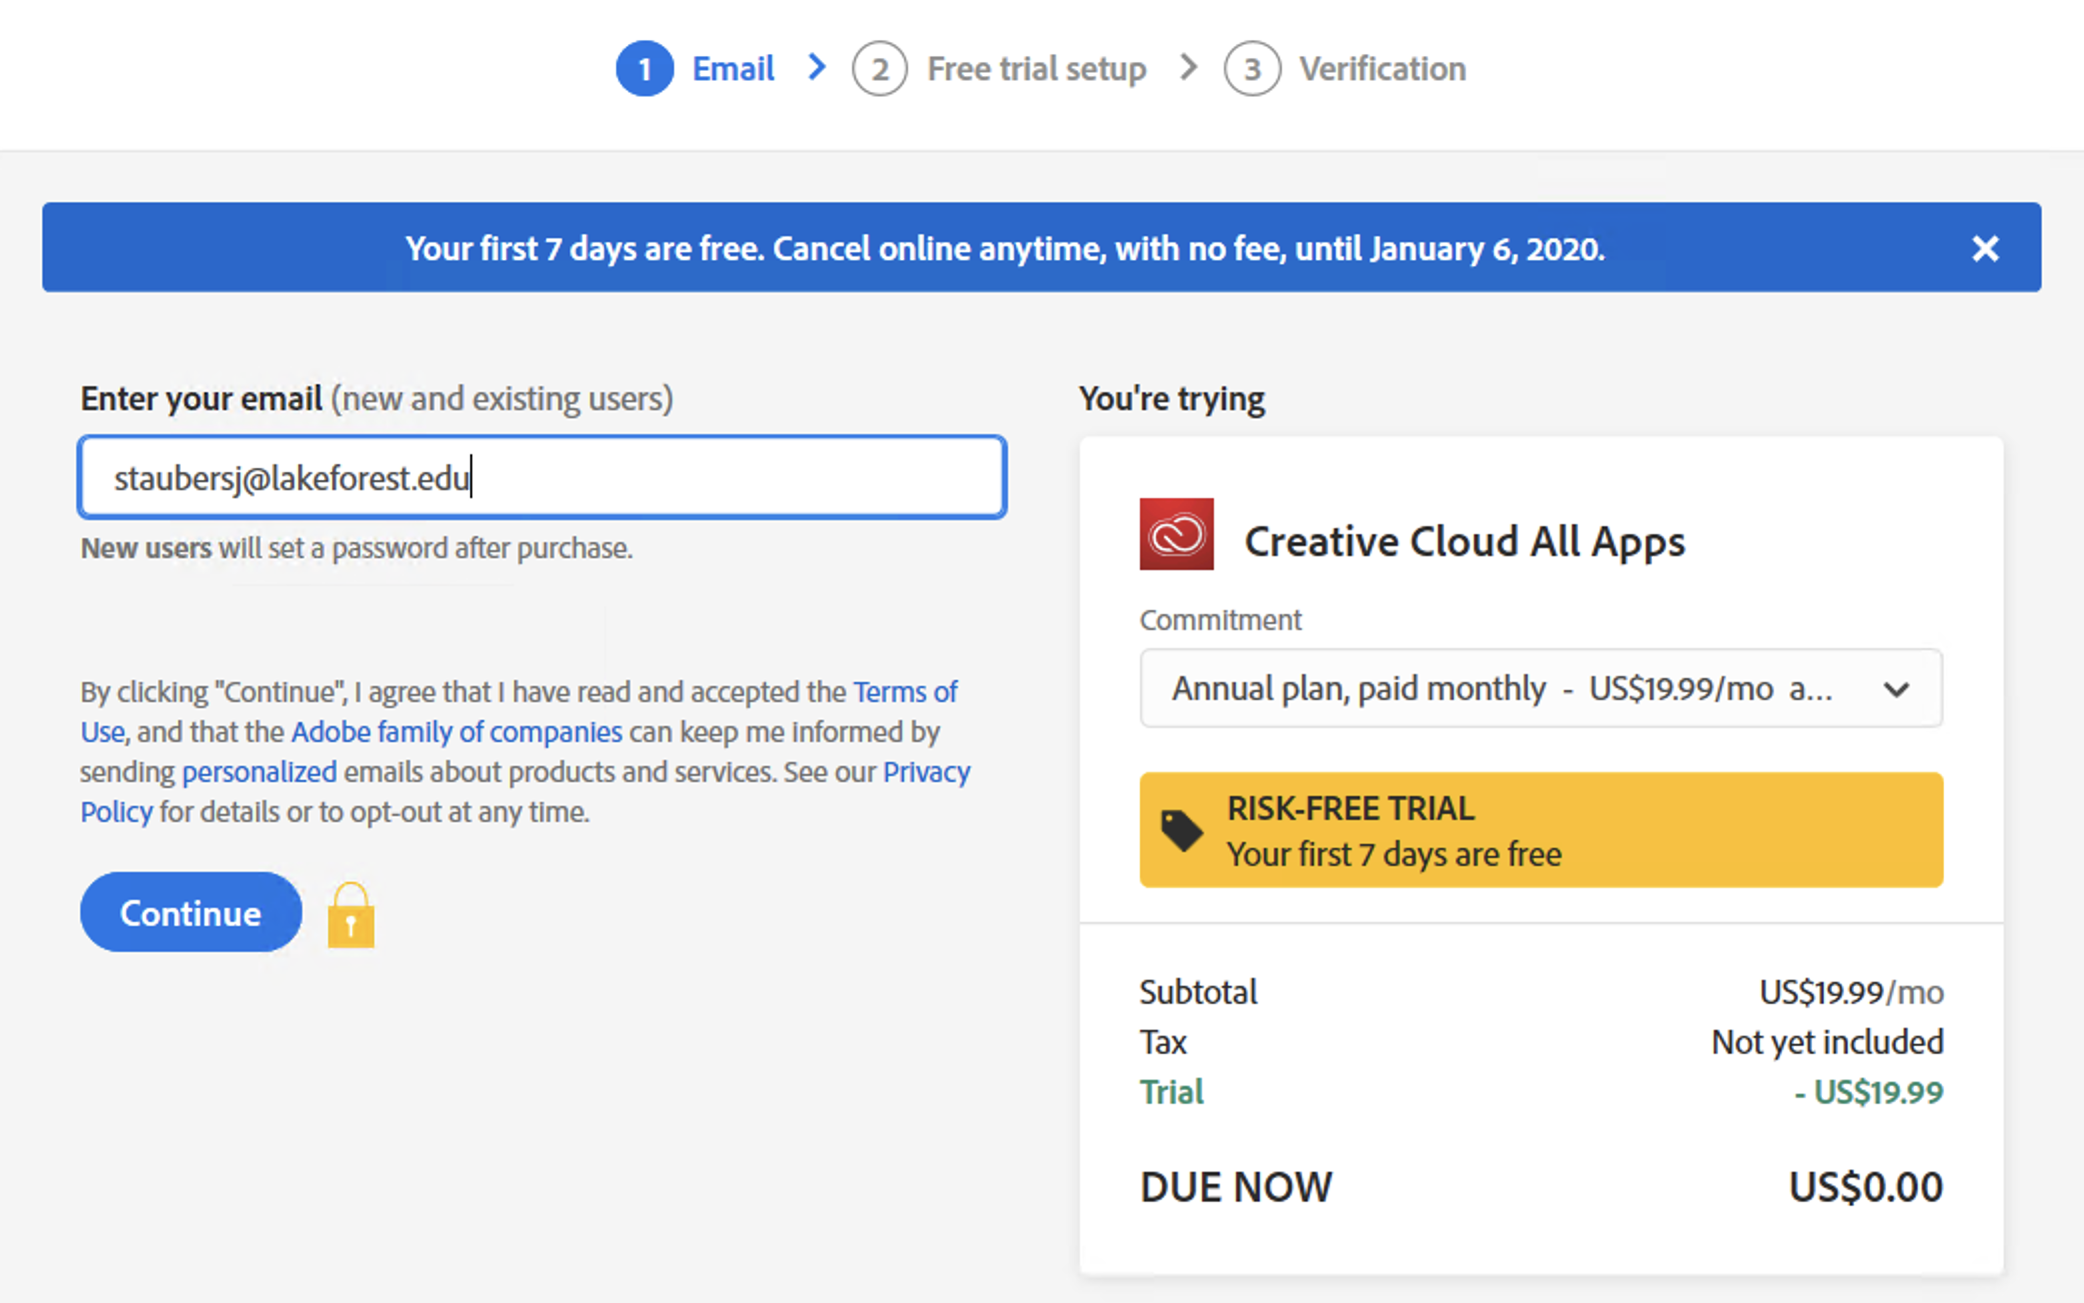 1 Email > 2 Free trial setup > 3 Verification
Your first 7 days are free. Cancel online anytime, with no fee, until January 6, 2020.
Enter your email (new and existing users)
staubersj@lakeforest.edu
New users will set a password after purchase.
By clicking "Continue", I agree that I have read and accepted the Terms of
Use, and that the Adobe family of companies can keep me informed by
sending personalized emails about products and services. See our Privacy
Policy for details or to opt-out at any time.
Continue
You're trying
Creative Cloud All Apps
Commitment
Annual plan, paid monthly - US$19.99/mo a...
RISK-FREE TRIAL
Your first 7 days are free
Subtotal US$19.99/mo
Tax Not yet included
Trial - US$19.99
DUE NOW US$0.00